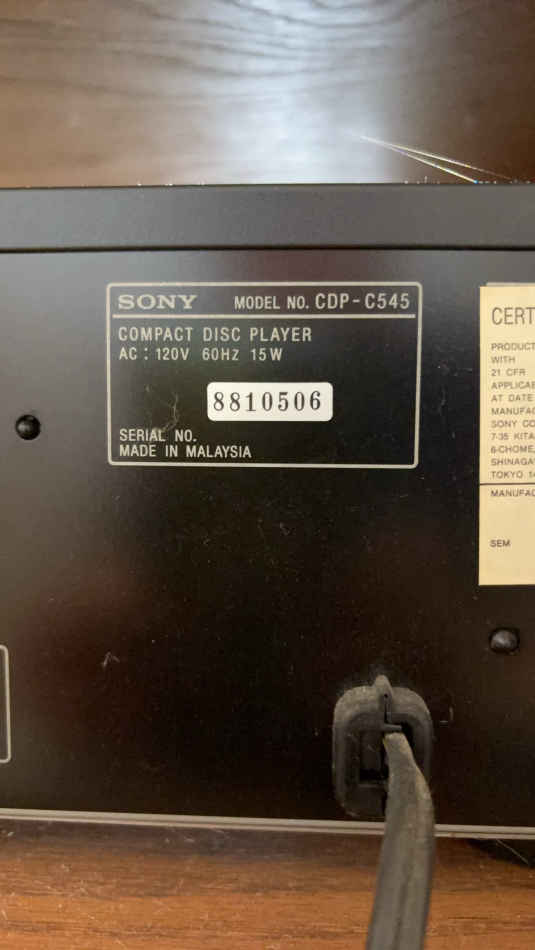 SONY MODEL NO. CDP-C545
COMPACT DISC PLAYER
AC : 120V 60HZ 15W
8810506
SERIAL NO.
MADE IN MALAYSIA
CERT
PRODUCT
WITH
21 CFR
APPLICAB
AT DATE
MANUFAC
SONY CO
7-35 KITA
6-CHOME,
SHINAGA
TOKYO 14
MANUFAC
SEM